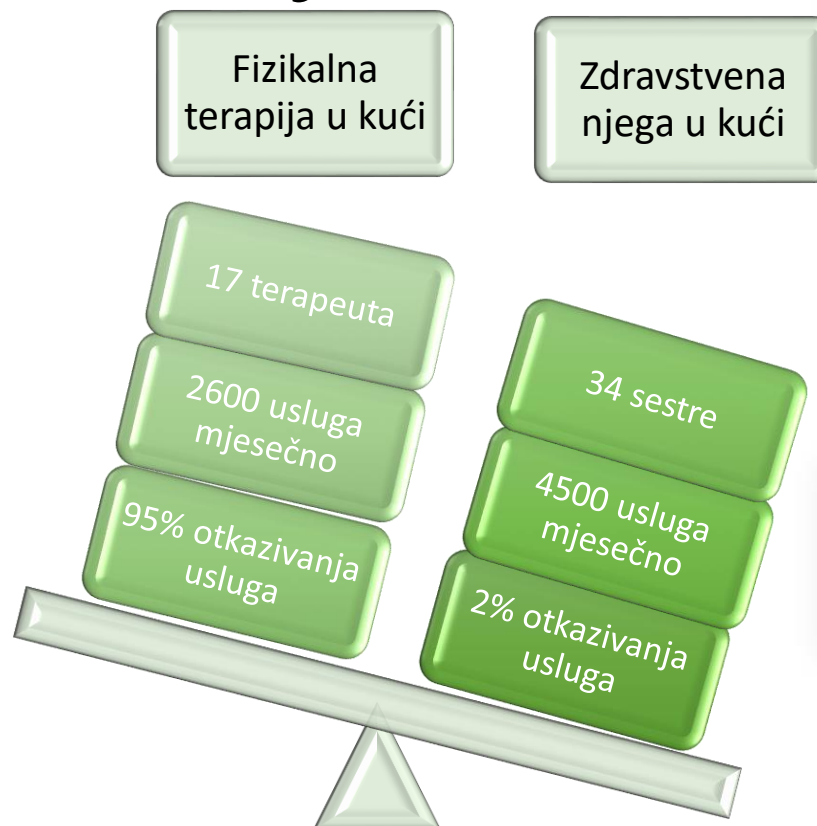 Fizikalna
terapija u kući
Zdravstvena
njega u kući
17 terapeuta
2600 usluga
mjesečno
95% otkazivanja
usluga
34 sestre
4500 usluga
mjesečno
2% otkazivanja
usluga